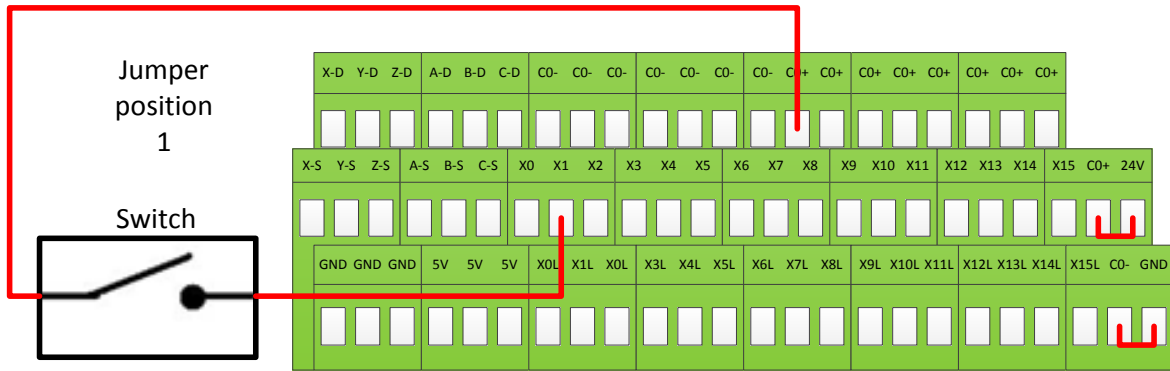 Jumper
position
1
Switch
X-D Y-D Z-D A-D B-D C-D C0- C0- C0- C0- C0- C0- C0- C0+ C0+ C0+ C0+ C0+ C0+ C0+ C0+
X-S Y-S Z-S A-S B-S C-S X0 X1 X2 X3 X4 X5 X6 X7 X8 X9 X10 X11 X12 X13 X14 X15 C0+ 24V
GND GND GND 5V 5V 5V X0L X1L X0L X3L X4L X5L X6L X7L X8L X9L X10L X11L X12L X13L X14L X15L C0- GND